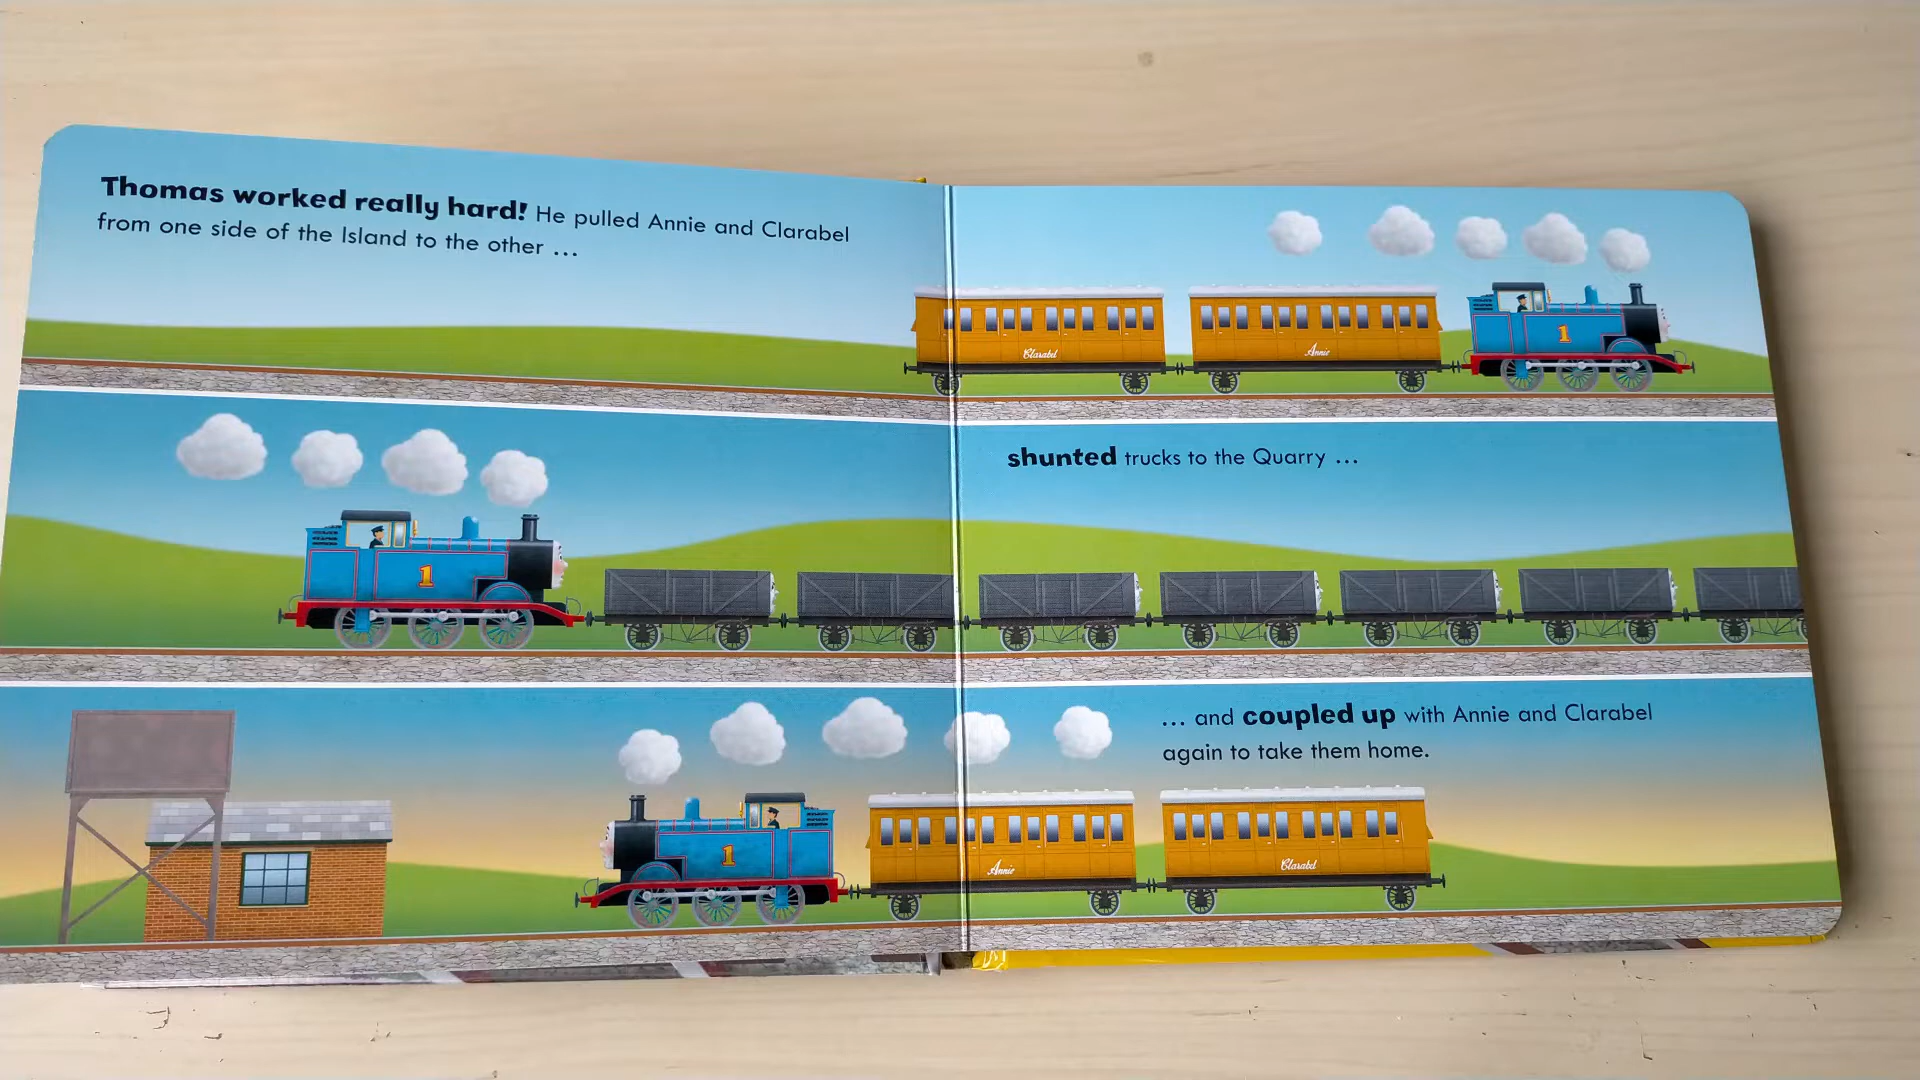 Thomas worked really hard! He pulled Annie and Clarabel
from one side of the Island to the other ...
Clarabel
Annie
1
shunted trucks to the Quarry ...
1
... and coupled up with Annie and Clarabel
again to take them home.
1
Annie
Clarabel